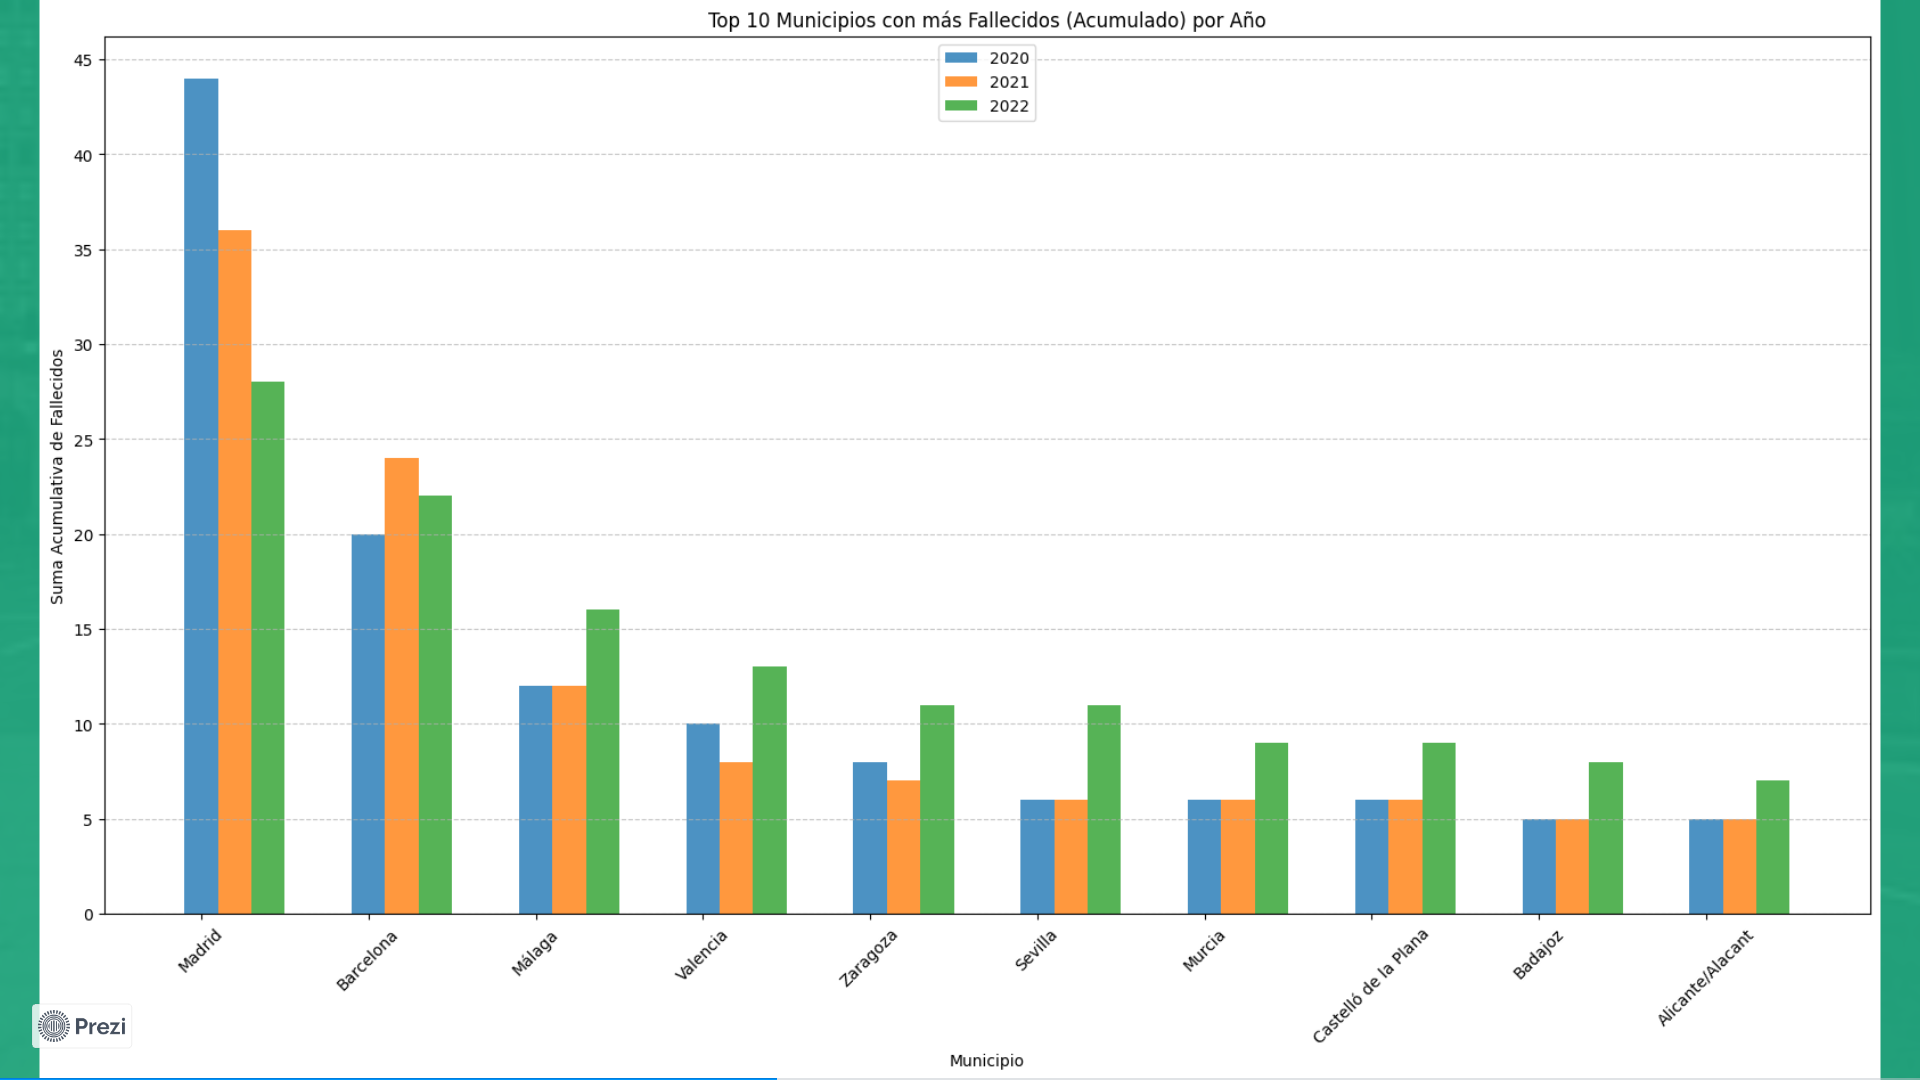 Top 10 Municipios con más Fallecidos (Acumulado) por Año
2020
2021
2022
Suma Acumulativa de Fallecidos
45
40
35
30
25
20
15
10
5
0
Madrid
Barcelona
Málaga
Valencia
Zaragoza
Sevilla
Murcia
Castelló de la Plana
Badajoz
Alicante/Alacant
Municipio
Prezi